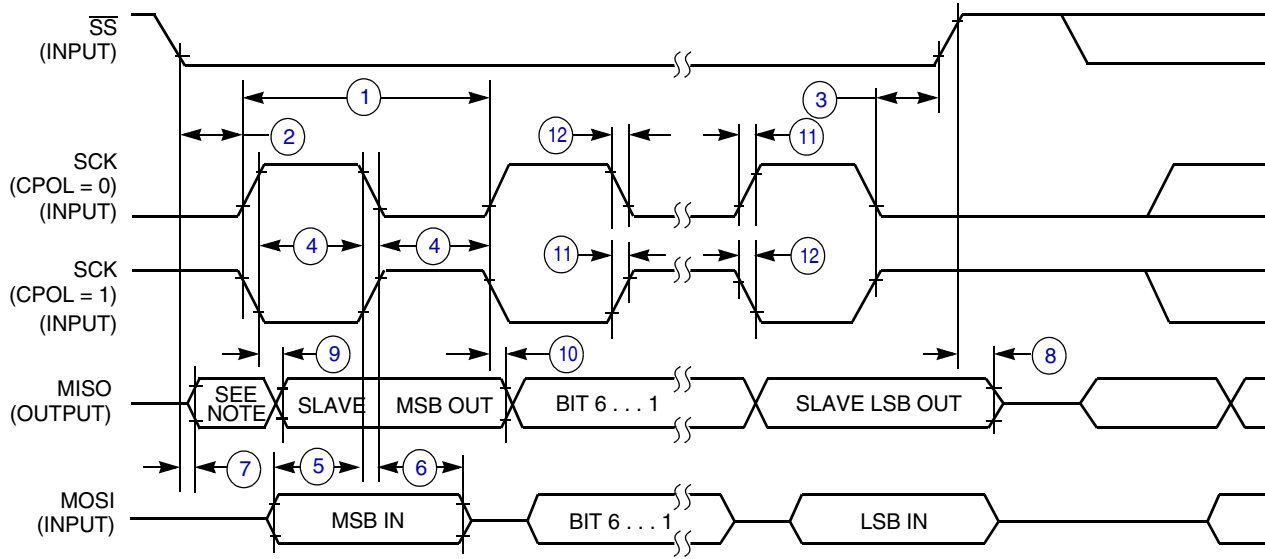 SS
(INPUT)
1
3
2
12
11
SCK
(CPOL = 0)
(INPUT)
4
4
11
12
SCK
(CPOL = 1)
(INPUT)
9
10
8
MISO
(OUTPUT)
SEE
NOTE
SLAVE
MSB OUT
BIT 6 . . . 1
SLAVE LSB OUT
7
5
6
MOSI
(INPUT)
MSB IN
BIT 6 . . . 1
LSB IN